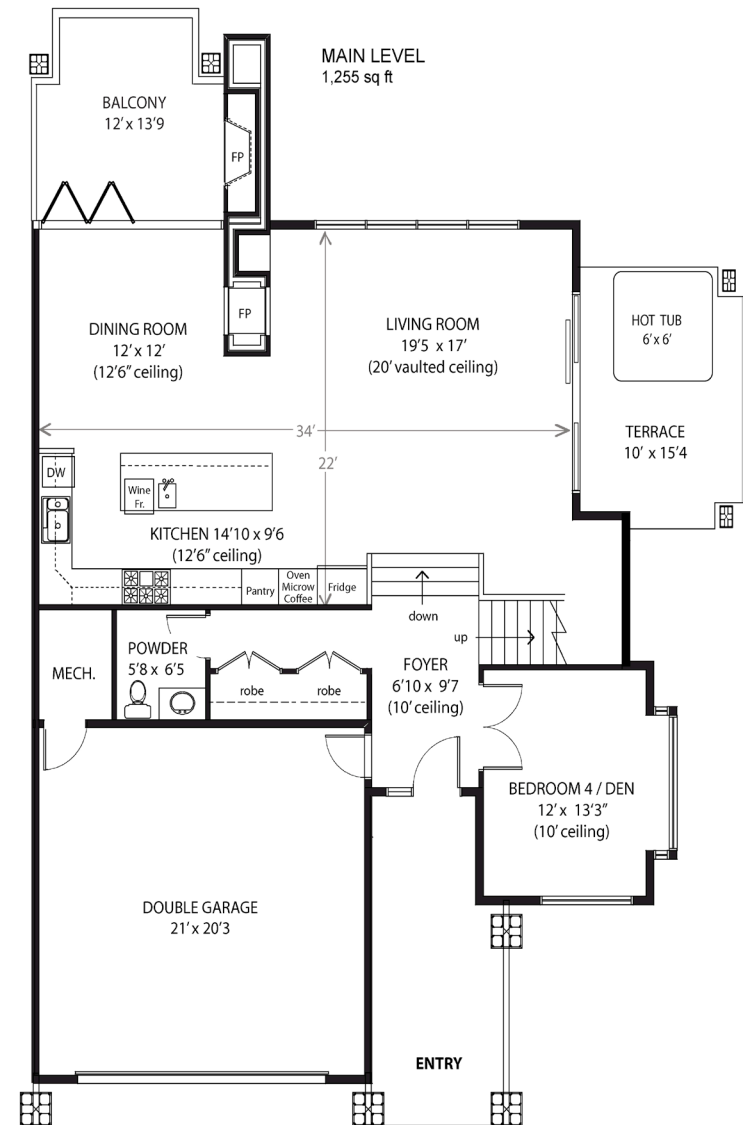 MAIN LEVEL
1,255 sq ft
BALCONY
12' x 13'9
FP
FP
DINING ROOM
12' x 12'
(12'6" ceiling)
LIVING ROOM
19'5 x 17'
(20' vaulted ceiling)
HOT TUB
6' x 6'
TERRACE
10' x 15'4
34'
22'
DW
Wine
Fr.
KITCHEN 14'10 x 9'6
(12'6" ceiling)
Pantry
Oven
Microw
Coffee
Fridge
down
up
MECH.
POWDER
5'8 x 6'5
robe
robe
FOYER
6'10 x 9'7
(10' ceiling)
BEDROOM 4 / DEN
12' x 13'3"
(10' ceiling)
DOUBLE GARAGE
21' x 20'3
ENTRY